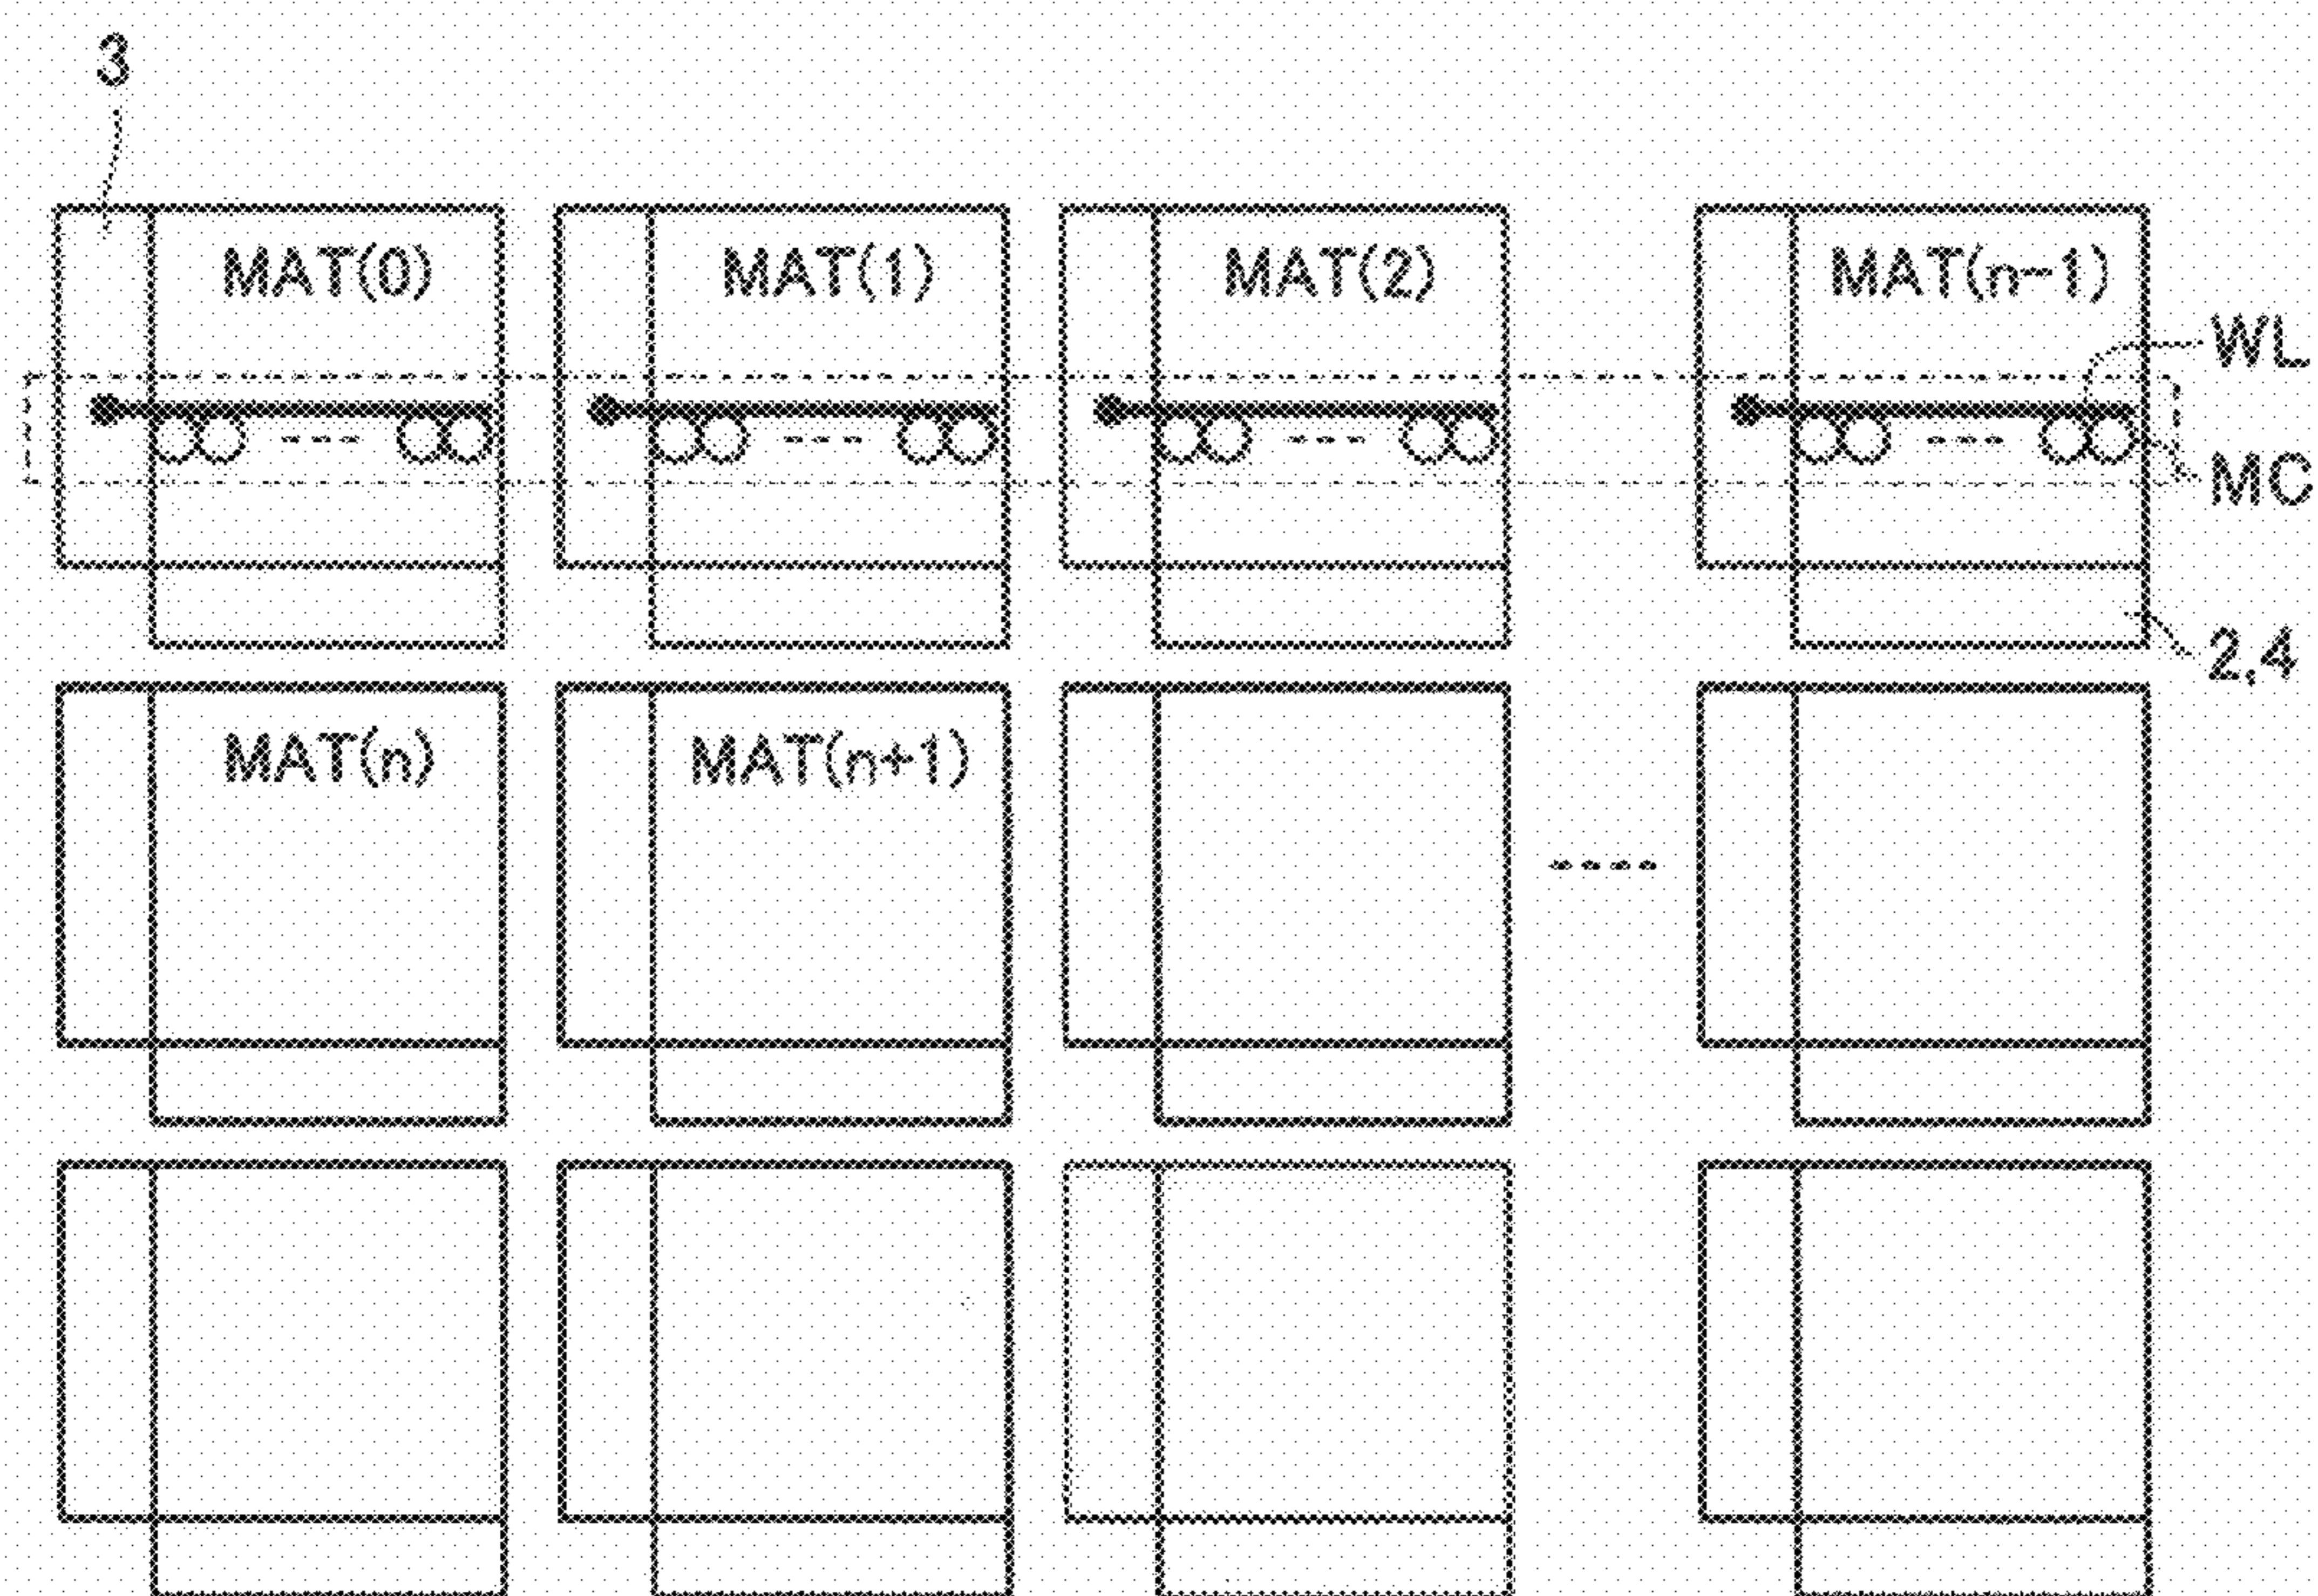 3
MAT(0) MAT(1) MAT(2) MAT(n-1)
WL
MC
2,4
MAT(n) MAT(n+1)